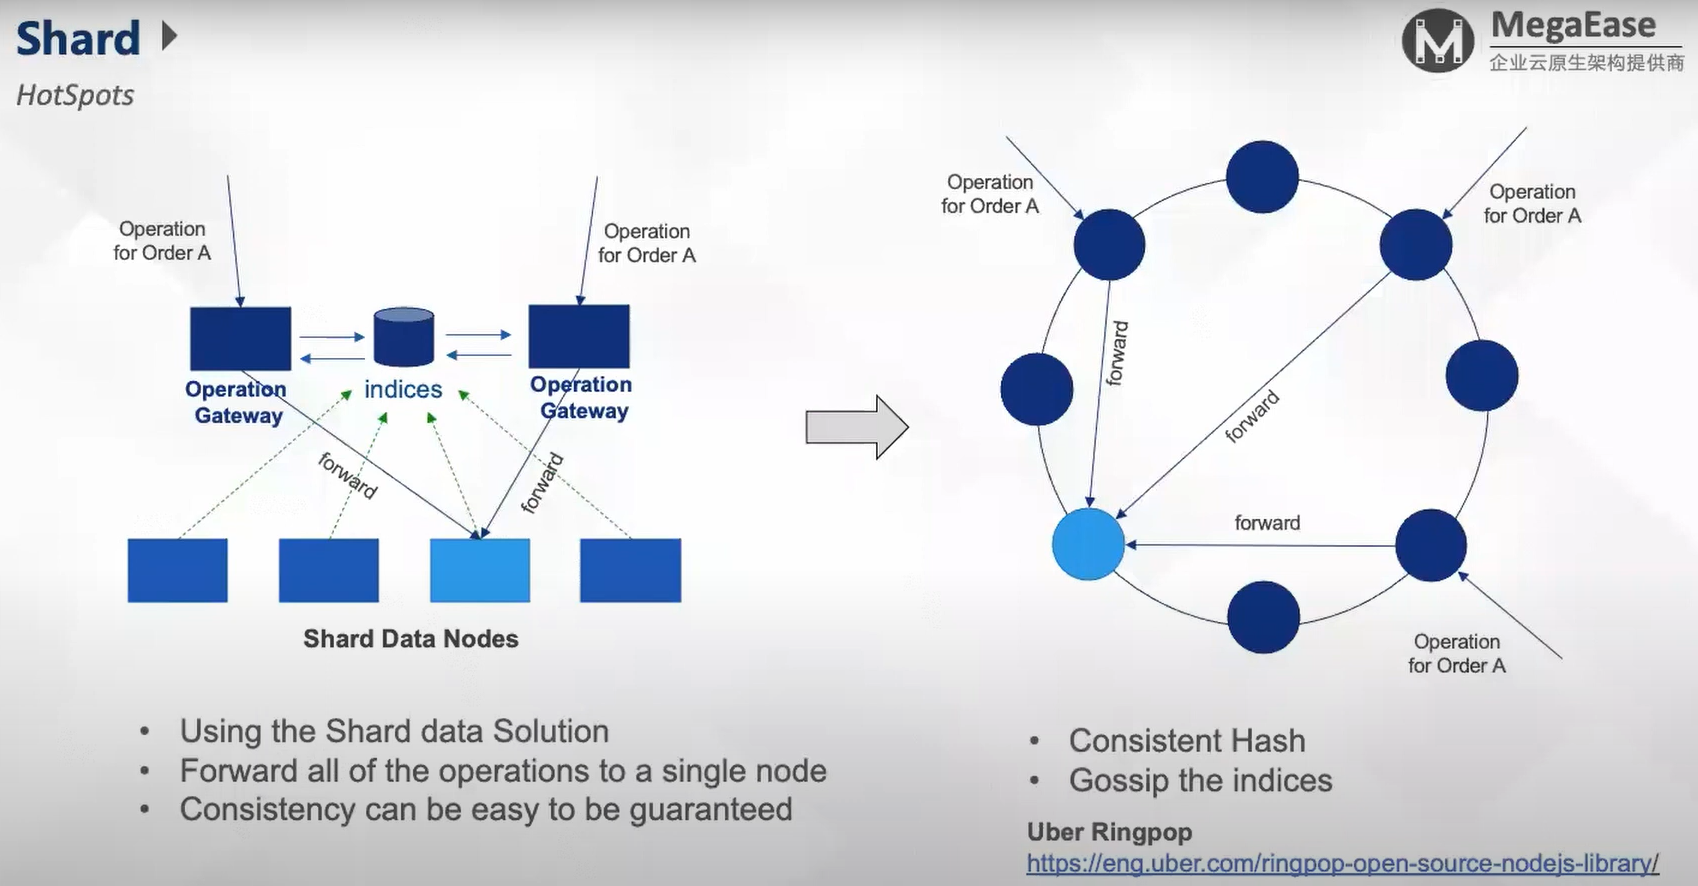 Shard
HotSpots
MegaEase
企业云原生架构提供商
Operation
for Order A
Operation
for Order A
Operation
Gateway
indices
Operation
Gateway
forward
forward
Shard Data Nodes
• Using the Shard data Solution
• Forward all of the operations to a single node
• Consistency can be easy to be guaranteed
Operation
for Order A
Operation
for Order A
forward
forward
forward
Operation
for Order A
• Consistent Hash
• Gossip the indices
Uber Ringpop
https://eng.uber.com/ringpop-open-source-nodejs-library/